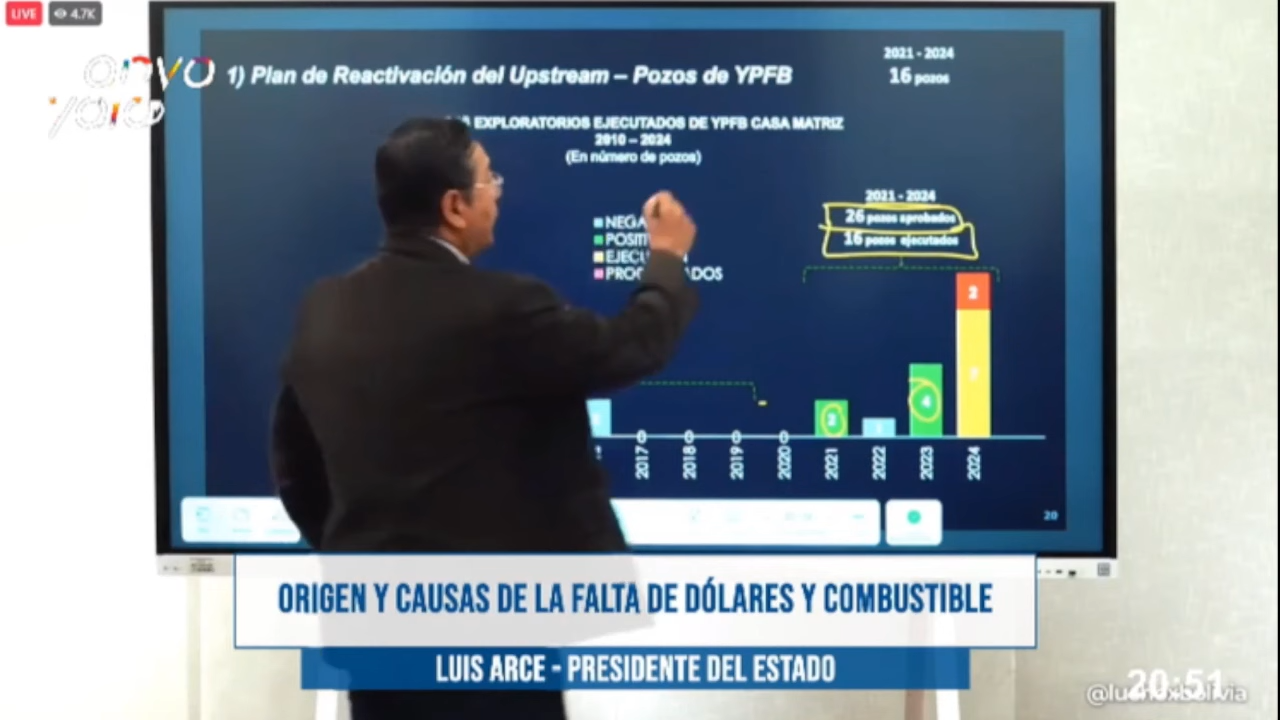 LIVE
4.7K
1) Plan de Reactivación del Upstream – Pozos de YPFB
2021 - 2024
16 pozos
EXPLORATORIOS EJECUTADOS DE YPFB CASA MATRIZ
2010 – 2024
(En número de pozos)
2021 - 2024
26 pozos aprobados
16 pozos ejecutados
2
2
4
2017
2018
2019
2020
2021
2022
2023
2024
0
0
0
0
20
ORIGEN Y CAUSAS DE LA FALTA DE DÓLARES Y COMBUSTIBLE
LUIS ARCE - PRESIDENTE DEL ESTADO
20:51